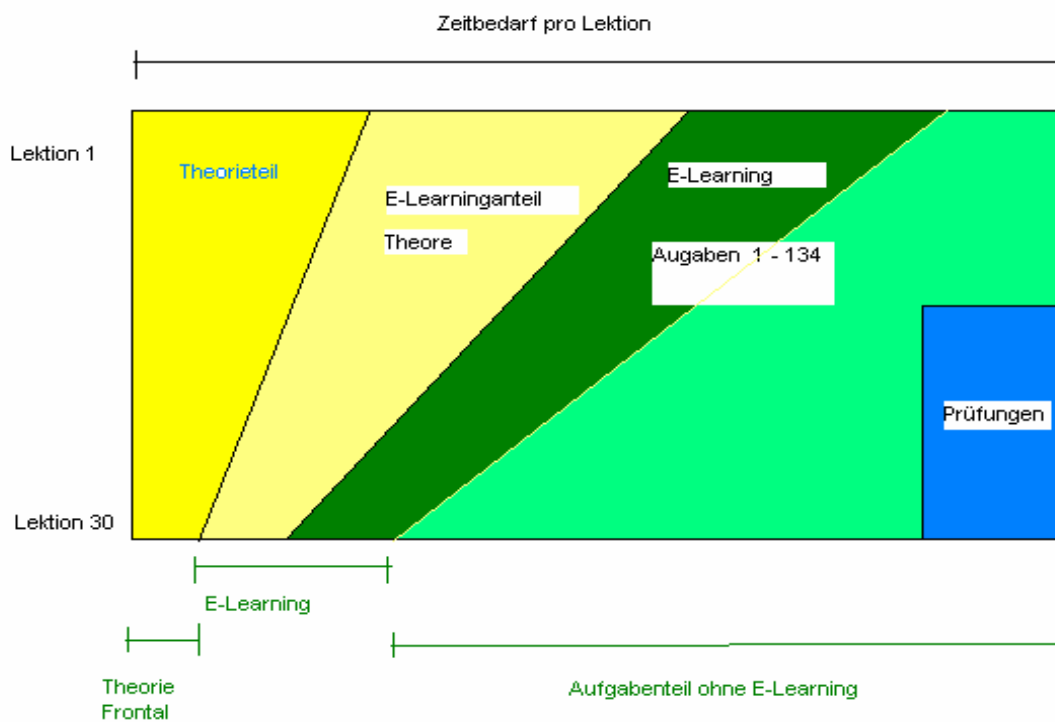 Zeitbedarf pro Lektion
Lektion 1
Theorieteil
E-Learninganteil
Theore
E-Learning
Augaben 1 - 134
Prüfungen
Lektion 30
E-Learning
Theorie
Frontal
Aufgabenteil ohne E-Learning